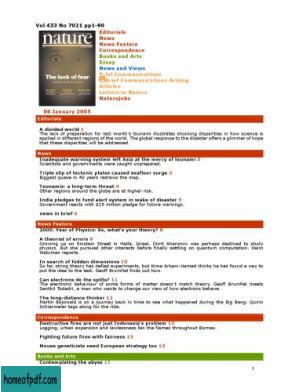 Vol 433 No 7021 pp1-90
nature
The look of fear
Editorials
News
News Feature
Correspondence
Books and Arts
Essay
News and Views
Brief Communications
Brief Communications Arising
Articles
Letters to Nature
Naturejobs
06 January 2005
Editorials
A divided world 1
The lack of preparation for last month's tsunami illustrates shocking disparities in how science is
applied in different regions of the world. The global response to the disaster offers a glimmer of hope
that these disparities will be addressed.
News
Inadequate warning system left Asia at the mercy of tsunami 3
Scientists and governments were caught unprepared.
Triple slip of tectonic plates caused seafloor surge 3
Biggest quake in 40 years redraws the map.
Tsunamis: a long-term threat 4
Other regions around the globe are at higher risk.
India pledges to fund alert system in wake of disaster 5
Government reacts with £15 million pledge for future warnings.
news in brief 6
News Feature
2005: Year of Physics: So, what's your theory? 8
A theorist of errors 9
Growing up on Einstein Street in Haifa, Israel, Dorit Aharonov was perhaps destined to study
physics. But she pursued other interests before finally settling on quantum computation. Haim
Watzman reports.
In search of hidden dimensions 10
So far, string theory has defied experiments, but Nima Arkani-Hamed thinks he has found a way to
put the idea to the test. Geoff Brumfiel finds out how.
Can electrons do the splits? 11
The electronic behaviour of some forms of matter doesn't match theory. Geoff Brumfiel meets
Senthil Todadri, a man who wants to change our view of how electrons behave.
The long-distance thinker 12
Martin Bojowald is on a journey back in time to see what happened during the Big Bang. Quirin
Schiermeier tags along for the ride.
Correspondence
Destructive fires are not just Indonesia's problem 13
Logging, urban expansion and lawlessness fan the flames throughout Borneo.
Fighting future fires with fairness 13
House geneticists need European strategy too 13
Books and Arts
Contemplating the abyss 15
1
homeofpdf.com